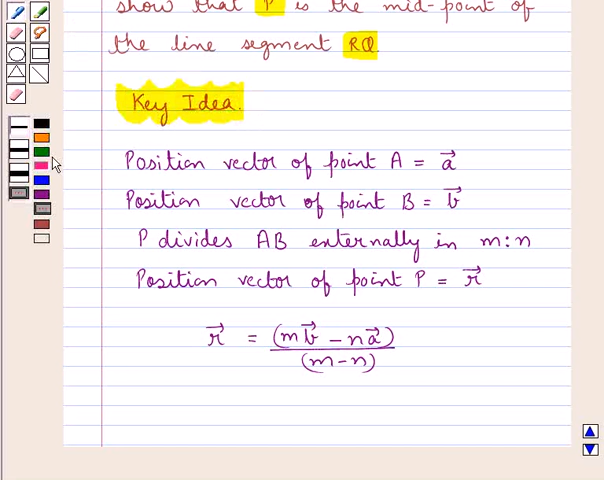 show that P is the mid-point of
the line segment RQ.
Key Idea.
Position vector of point A = a⃗
Position vector of point B = b⃗
P divides AB externally in m:n
Position vector of point P = r⃗
r⃗ = (mb⃗ - na⃗)
(m-n)